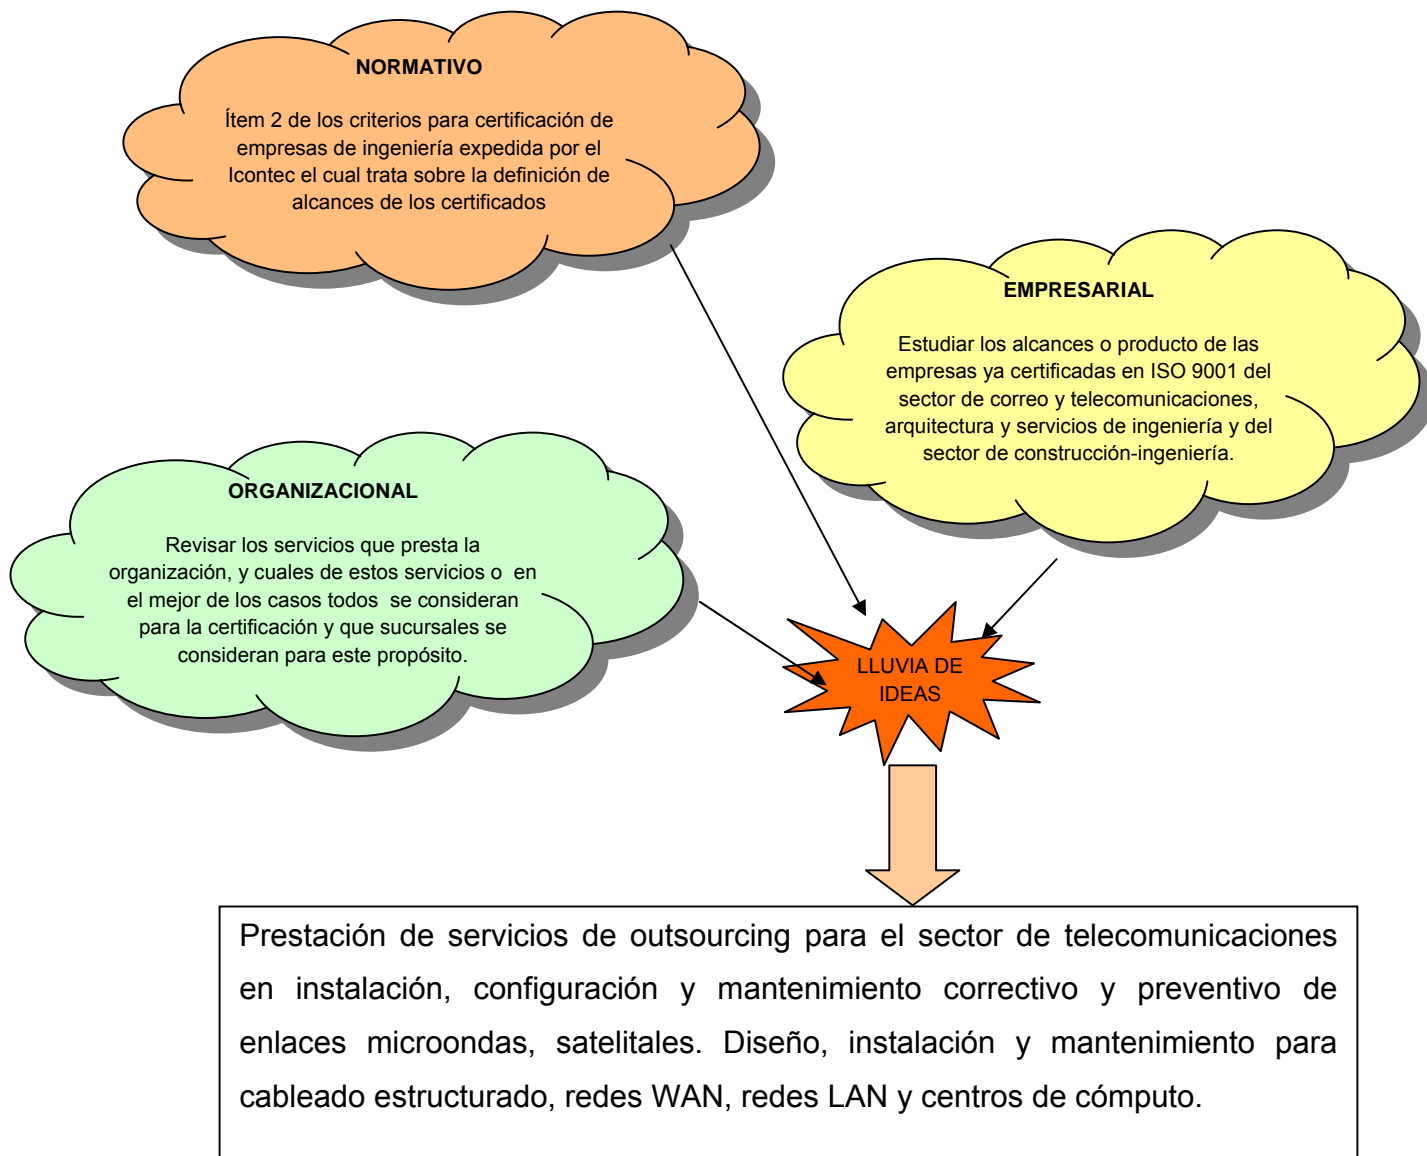 NORMATIVO
Ítem 2 de los criterios para certificación de
empresas de ingeniería expedida por el
Icontec el cual trata sobre la definición de
alcances de los certificados
EMPRESARIAL
Estudiar los alcances o producto de las
empresas ya certificadas en ISO 9001 del
sector de correo y telecomunicaciones,
arquitectura y servicios de ingeniería y del
sector de construcción-ingeniería.
ORGANIZACIONAL
Revisar los servicios que presta la
organización, y cuales de estos servicios o en
el mejor de los casos todos se consideran
para la certificación y que sucursales se
consideran para este propósito.
LLUVIA DE
IDEAS
Prestación de servicios de outsourcing para el sector de telecomunicaciones
en instalación, configuración y mantenimiento correctivo y preventivo de
enlaces microondas, satelitales. Diseño, instalación y mantenimiento para
cableado estructurado, redes WAN, redes LAN y centros de cómputo.